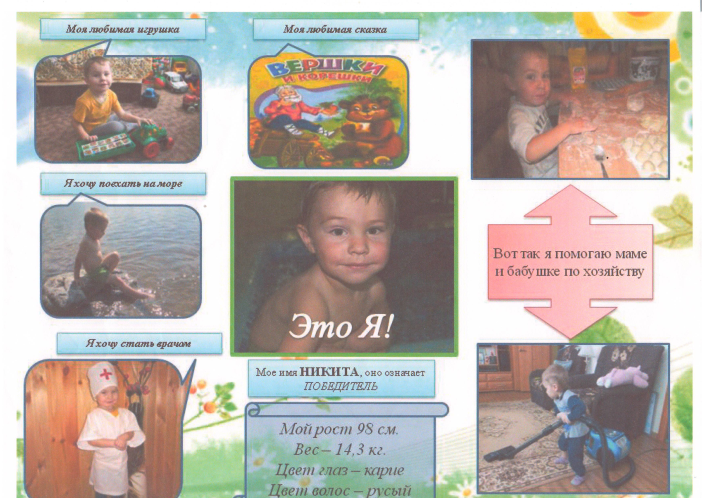 Моя любимая игрушка
Моя любимая сказка
ВЕРШКИ
И КОРЕШКИ
Я хочу поехать на море
Вот так я помогаю маме
и бабушке по хозяйству
Это Я!
Я хочу стать врачом
Мое имя НИКИТА, оно означает
ПОБЕДИТЕЛЬ
Мой рост 98 см.
Вес – 14,3 кг.
Цвет глаз – карие
Цвет волос – русый